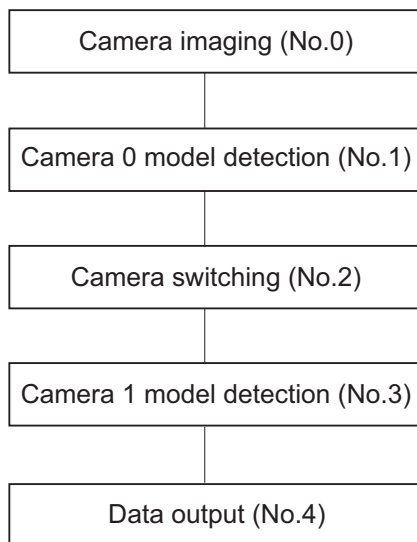 Camera imaging (No.0)
Camera 0 model detection (No.1)
Camera switching (No.2)
Camera 1 model detection (No.3)
Data output (No.4)